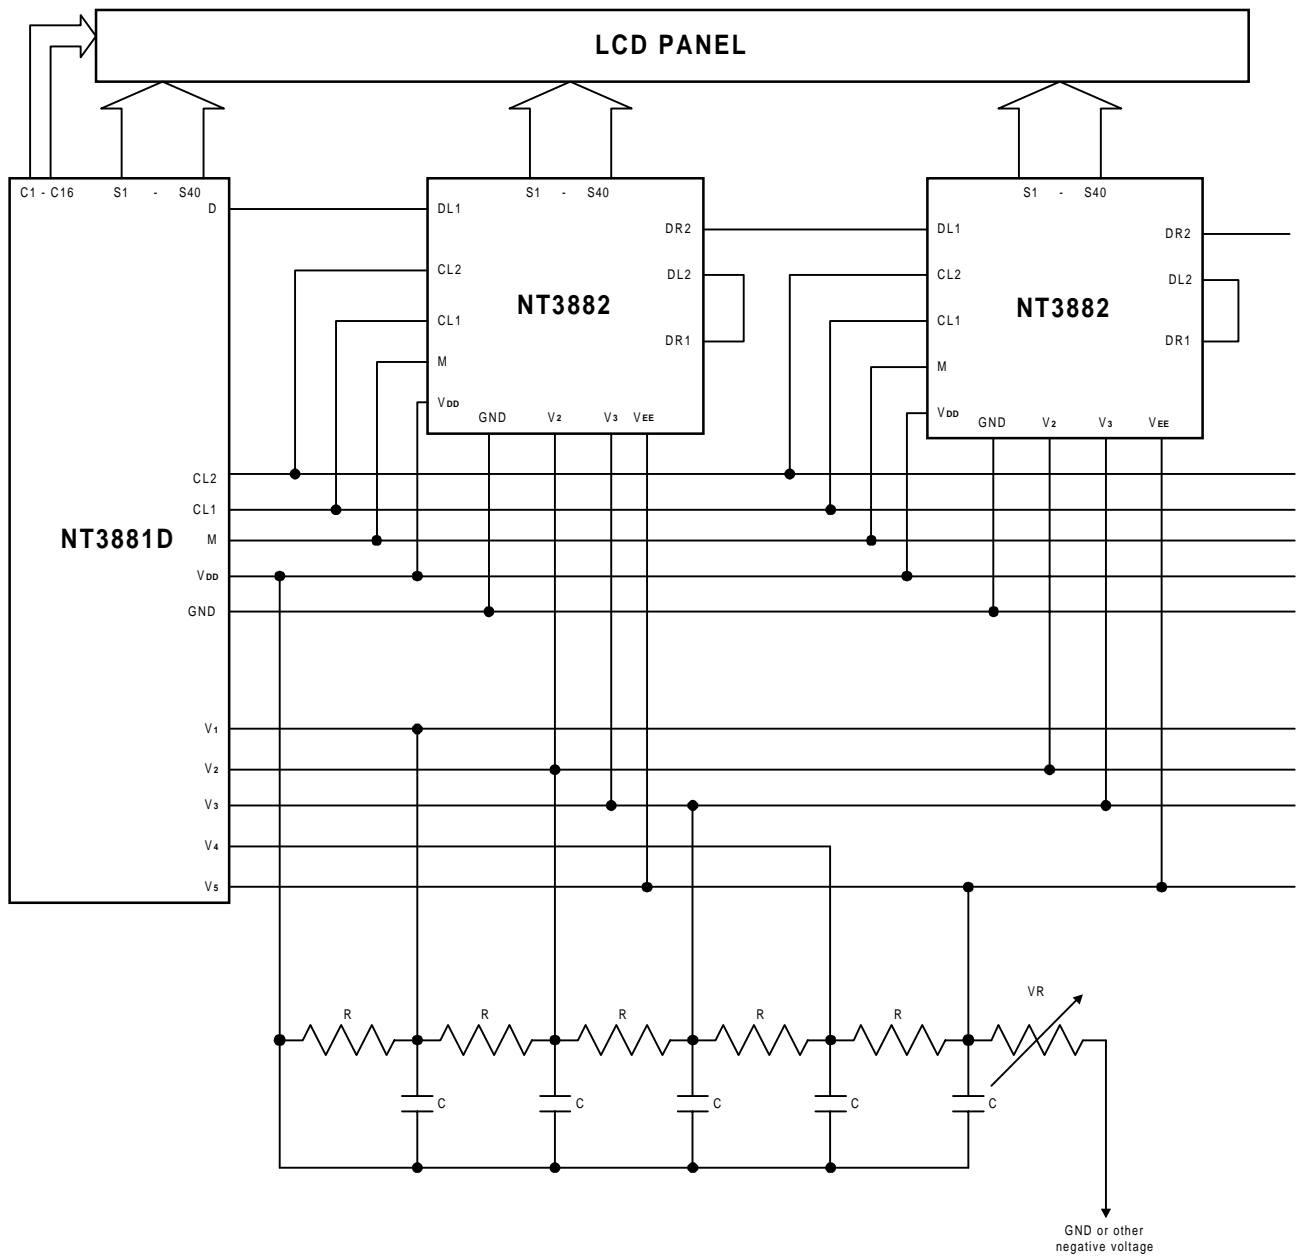 LCD PANEL
C1 - C16 S1 - S40
S1 - S40
S1 - S40
D
DL1
DR2
DL1
DR2
CL2
DL2
CL2
DL2
NT3882
NT3882
CL1
DR1
CL1
DR1
M
M
VDD
GND V2 V3 VEE
VDD
GND V2 V3 VEE
CL2
CL1
NT3881D
M
VDD
GND
V1
V2
V3
V4
V5
VR
R R R R R
C C C C C
GND or other
negative voltage